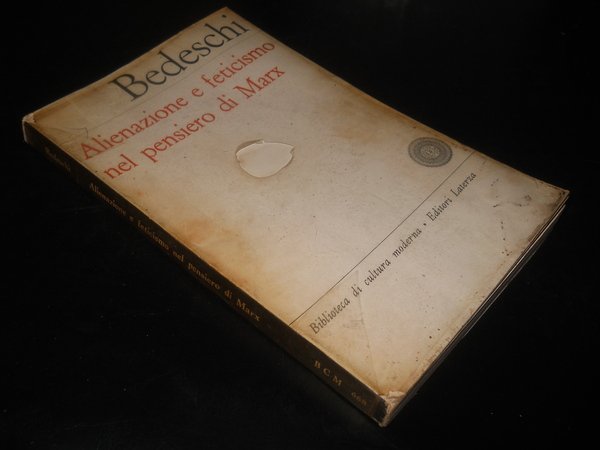 Bedeschi
Alienazione e feticismo
nel pensiero di Marx
Biblioteca di cultura moderna · Editori Laterza
Bedeschi Alienazione e feticismo nel pensiero di Marx BCM